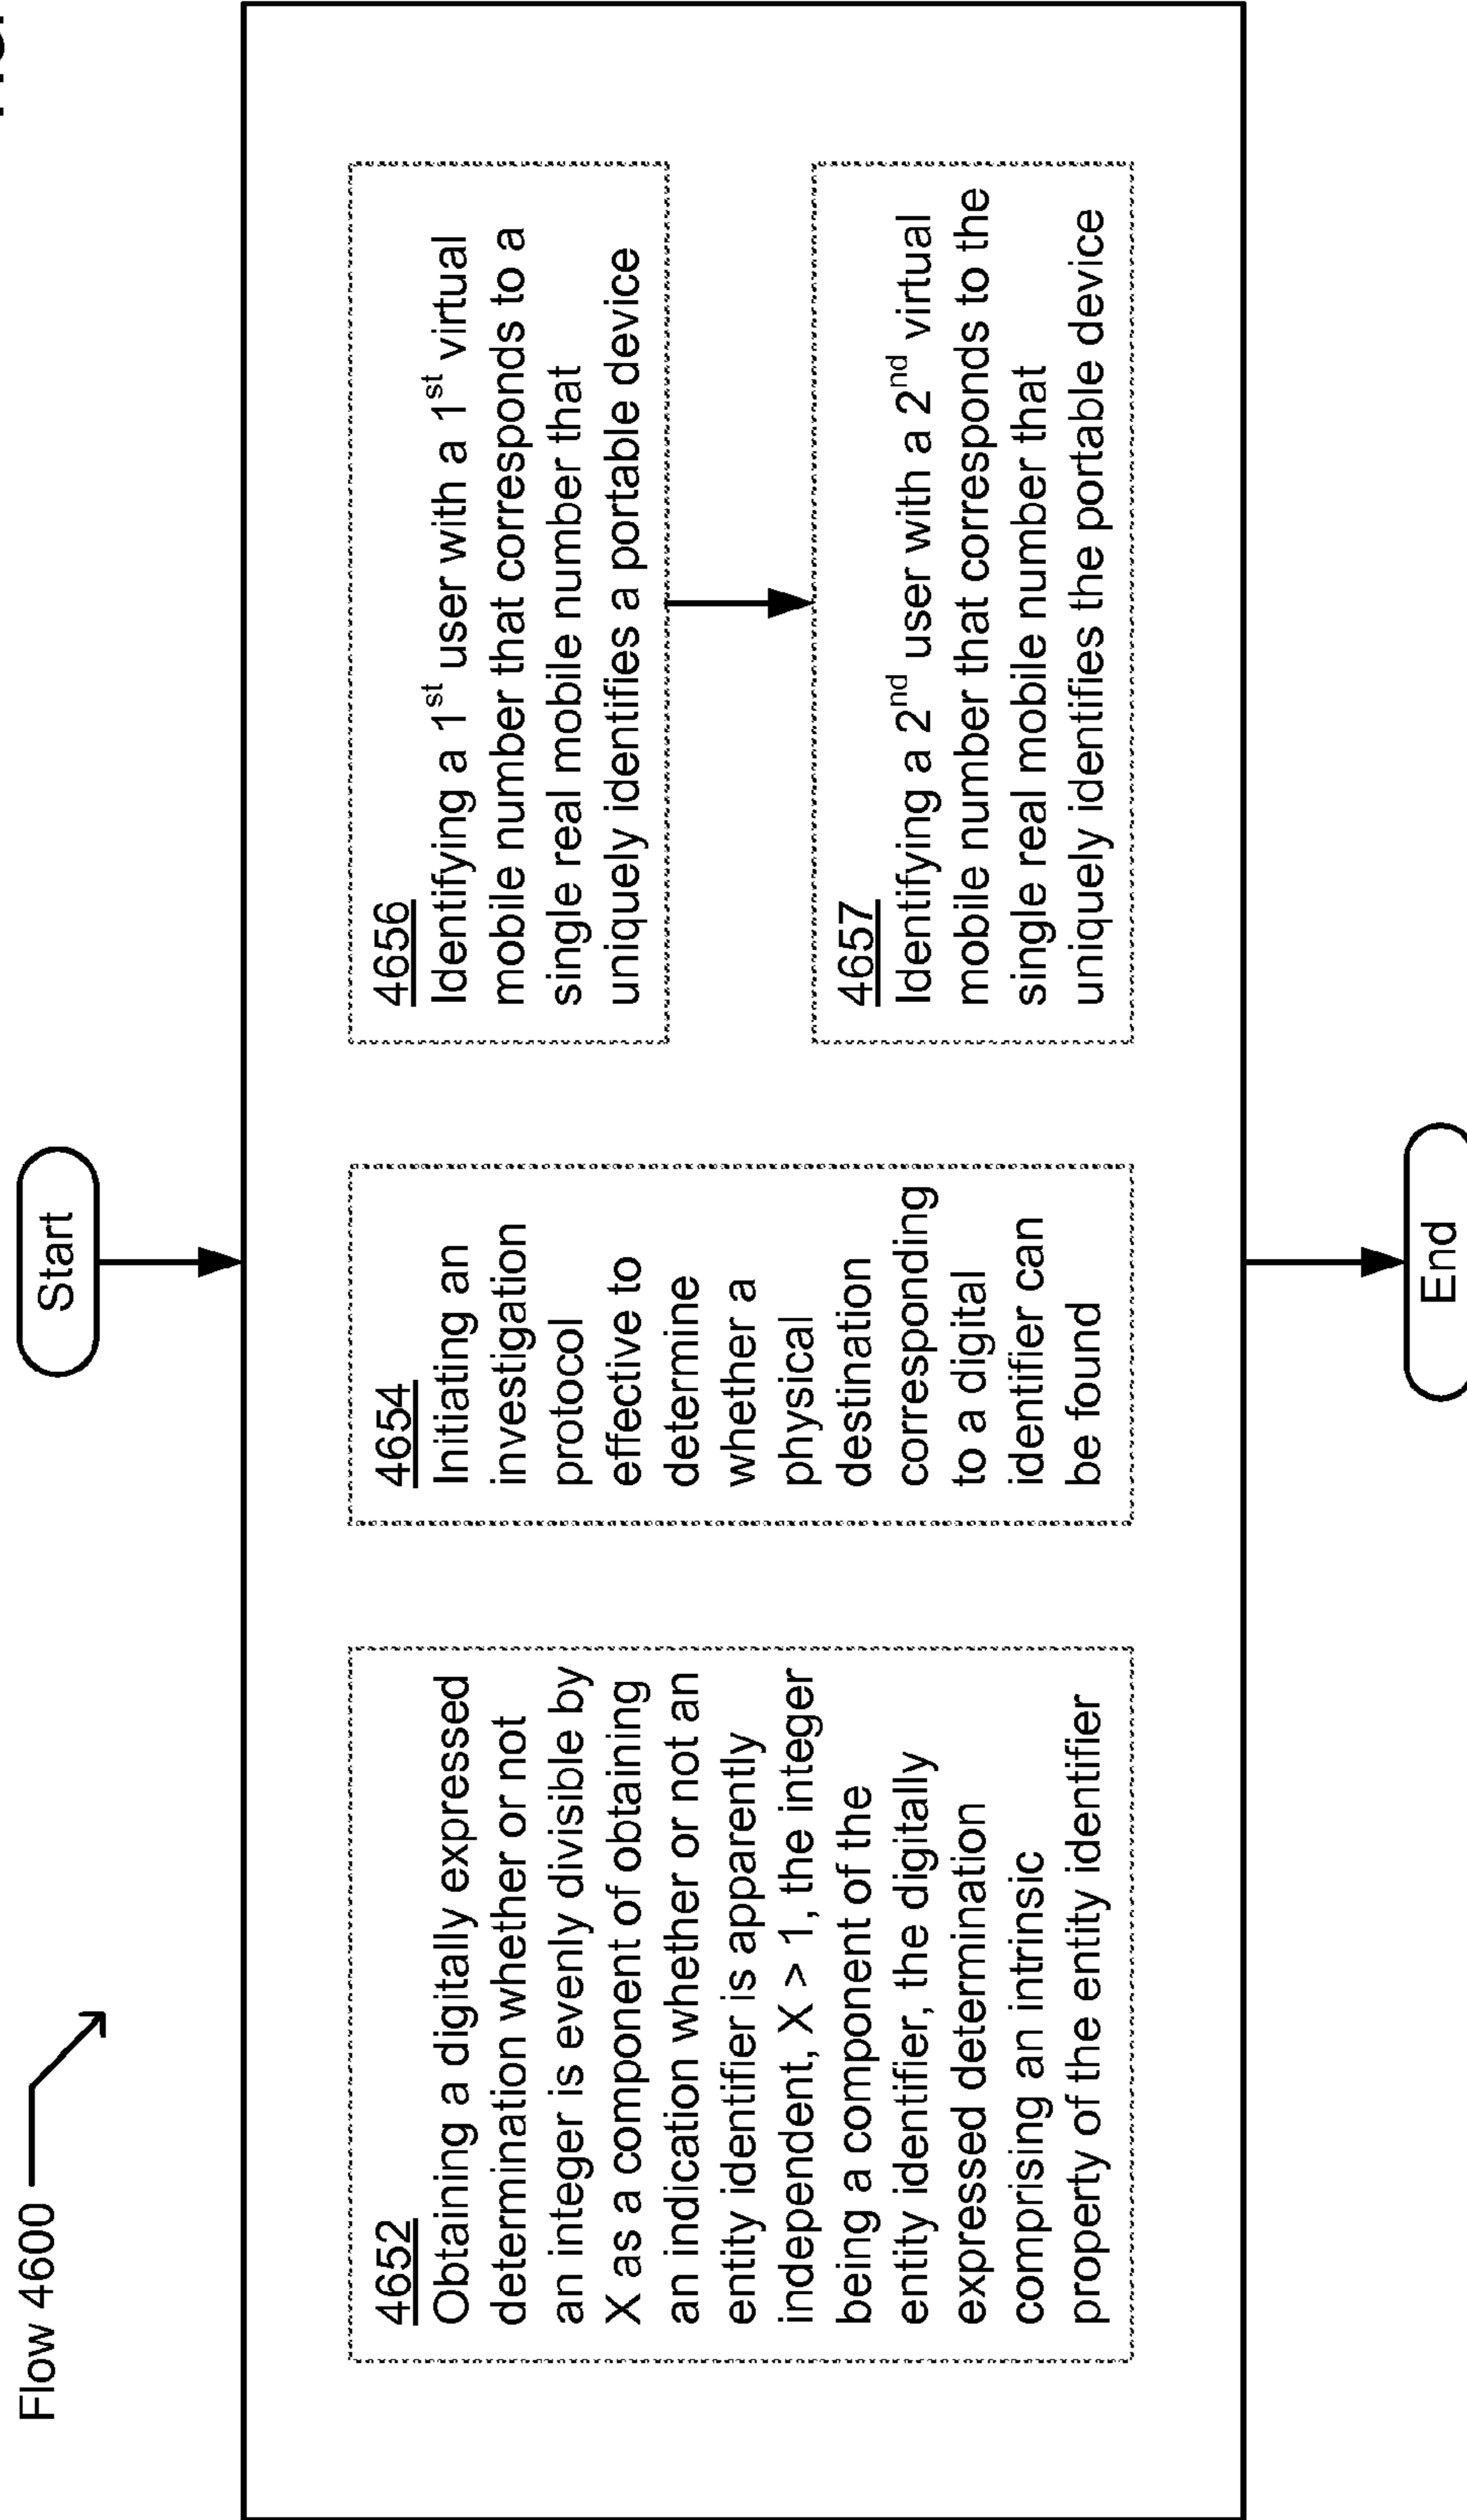 Flow 4600
Start
4652
Obtaining a digitally expressed
determination whether or not
an integer is evenly divisible by
X as a component of obtaining
an indication whether or not an
entity identifier is apparently
independent, X > 1, the integer
being a component of the
entity identifier, the digitally
expressed determination
comprising an intrinsic
property of the entity identifier
4654
Initiating an
investigation
protocol
effective to
determine
whether a
physical
destination
corresponding
to a digital
identifier can
be found
4656
Identifying a 1st user with a 1st virtual
mobile number that corresponds to a
single real mobile number that
uniquely identifies a portable device
4657
Identifying a 2nd user with a 2nd virtual
mobile number that corresponds to the
single real mobile number that
uniquely identifies the portable device
End